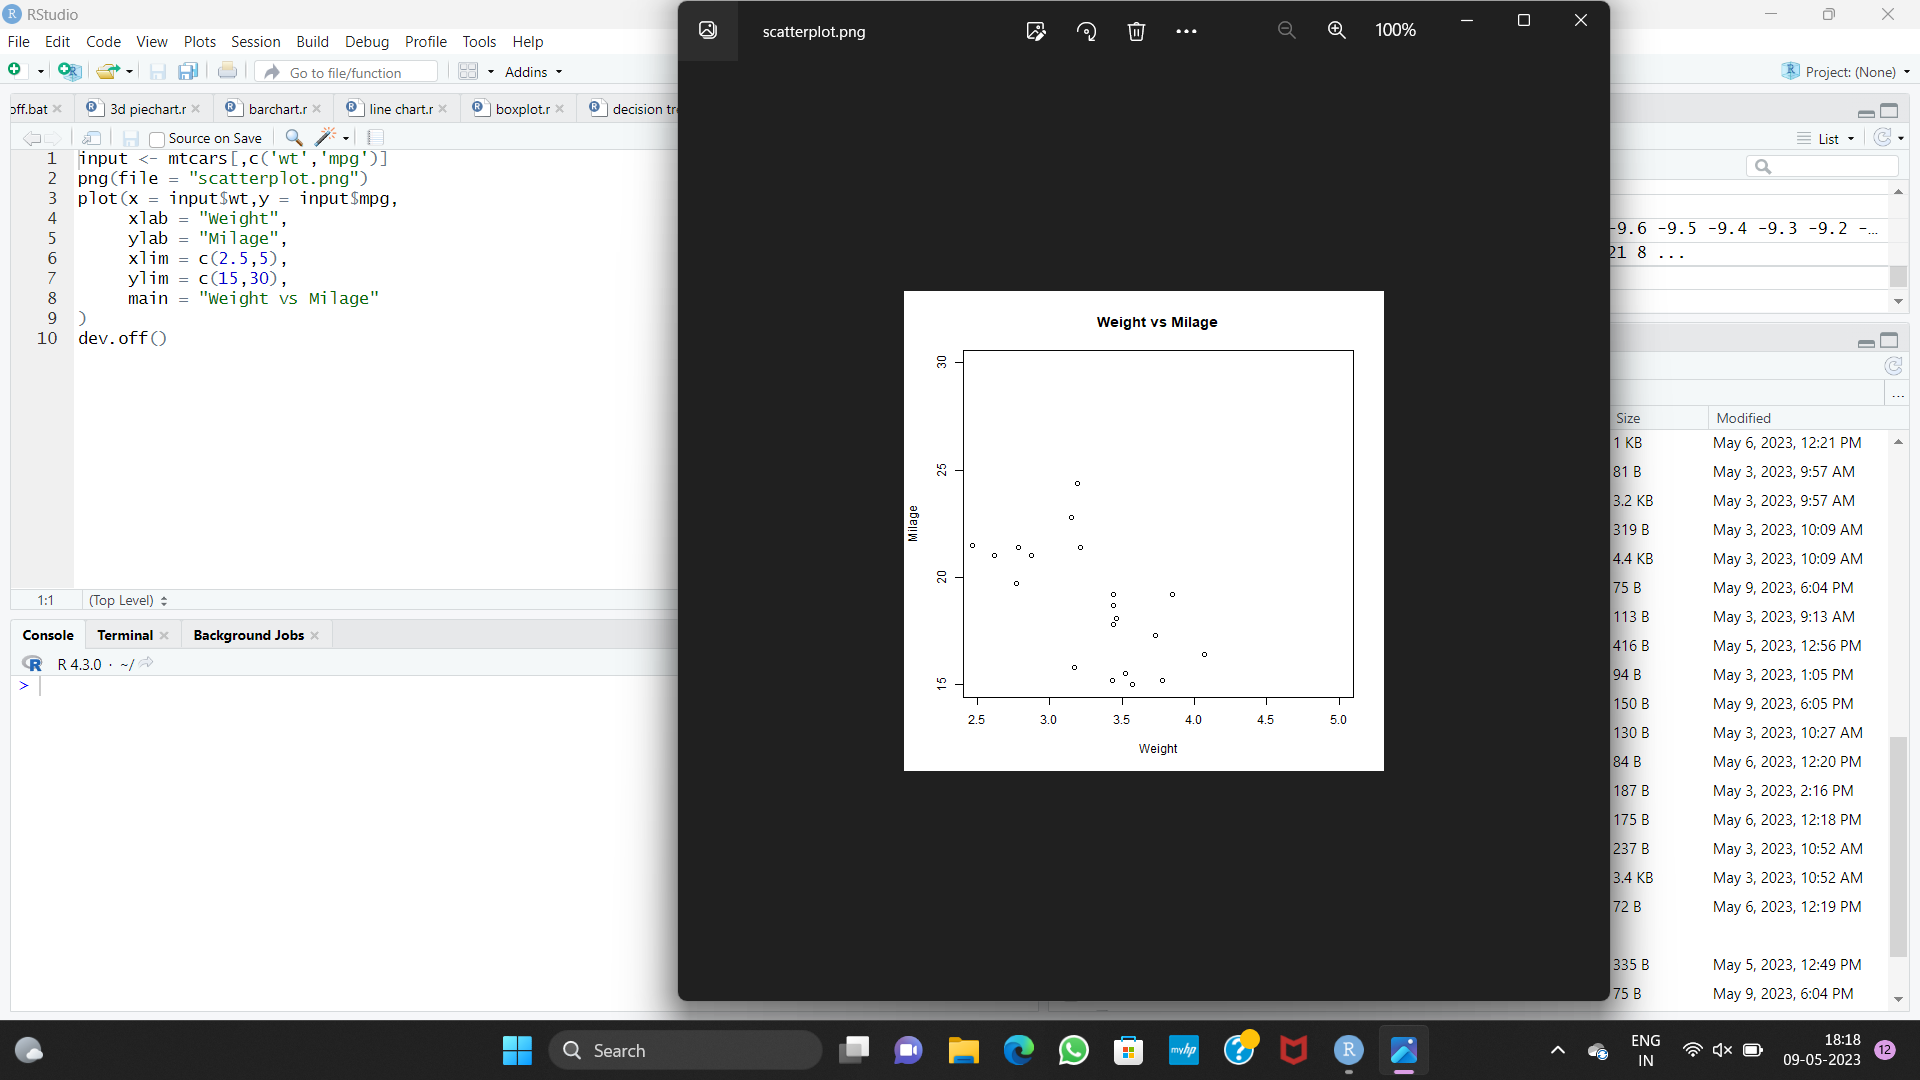 RStudio
File Edit Code View Plots Session Build Debug Profile Tools Help
Go to file/function
Addins
Project: (None)
off.bat
3d piechart.r
barchart.r
line chart.r
boxplot.r
decision tr
Source on Save
1 input <- mtcars[,c('wt','mpg')]
2 png(file = "scatterplot.png")
3 plot(x = input$wt,y = input$mpg,
4 xlab = "Weight",
5 ylab = "Milage",
6 xlim = c(2.5,5),
7 ylim = c(15,30),
8 main = "Weight vs Milage"
9 )
10 dev.off()
1:1 (Top Level)
Console Terminal Background Jobs
R 4.3.0 · ~/
>
scatterplot.png
100%
Weight vs Milage
Milage
30
25
20
15
2.5 3.0 3.5 4.0 4.5 5.0
Weight
List
-9.6 -9.5 -9.4 -9.3 -9.2 -…
21 8 ...
...
Size Modified
1 KB May 6, 2023, 12:21 PM
81 B May 3, 2023, 9:57 AM
3.2 KB May 3, 2023, 9:57 AM
319 B May 3, 2023, 10:09 AM
4.4 KB May 3, 2023, 10:09 AM
75 B May 9, 2023, 6:04 PM
113 B May 3, 2023, 9:13 AM
416 B May 5, 2023, 12:56 PM
94 B May 3, 2023, 1:05 PM
150 B May 9, 2023, 6:05 PM
130 B May 3, 2023, 10:27 AM
84 B May 6, 2023, 12:20 PM
187 B May 3, 2023, 2:16 PM
175 B May 6, 2023, 12:18 PM
237 B May 3, 2023, 10:52 AM
3.4 KB May 3, 2023, 10:52 AM
72 B May 6, 2023, 12:19 PM
335 B May 5, 2023, 12:49 PM
75 B May 9, 2023, 6:04 PM
Search
myhp
R
ENG
IN
18:18
09-05-2023
12